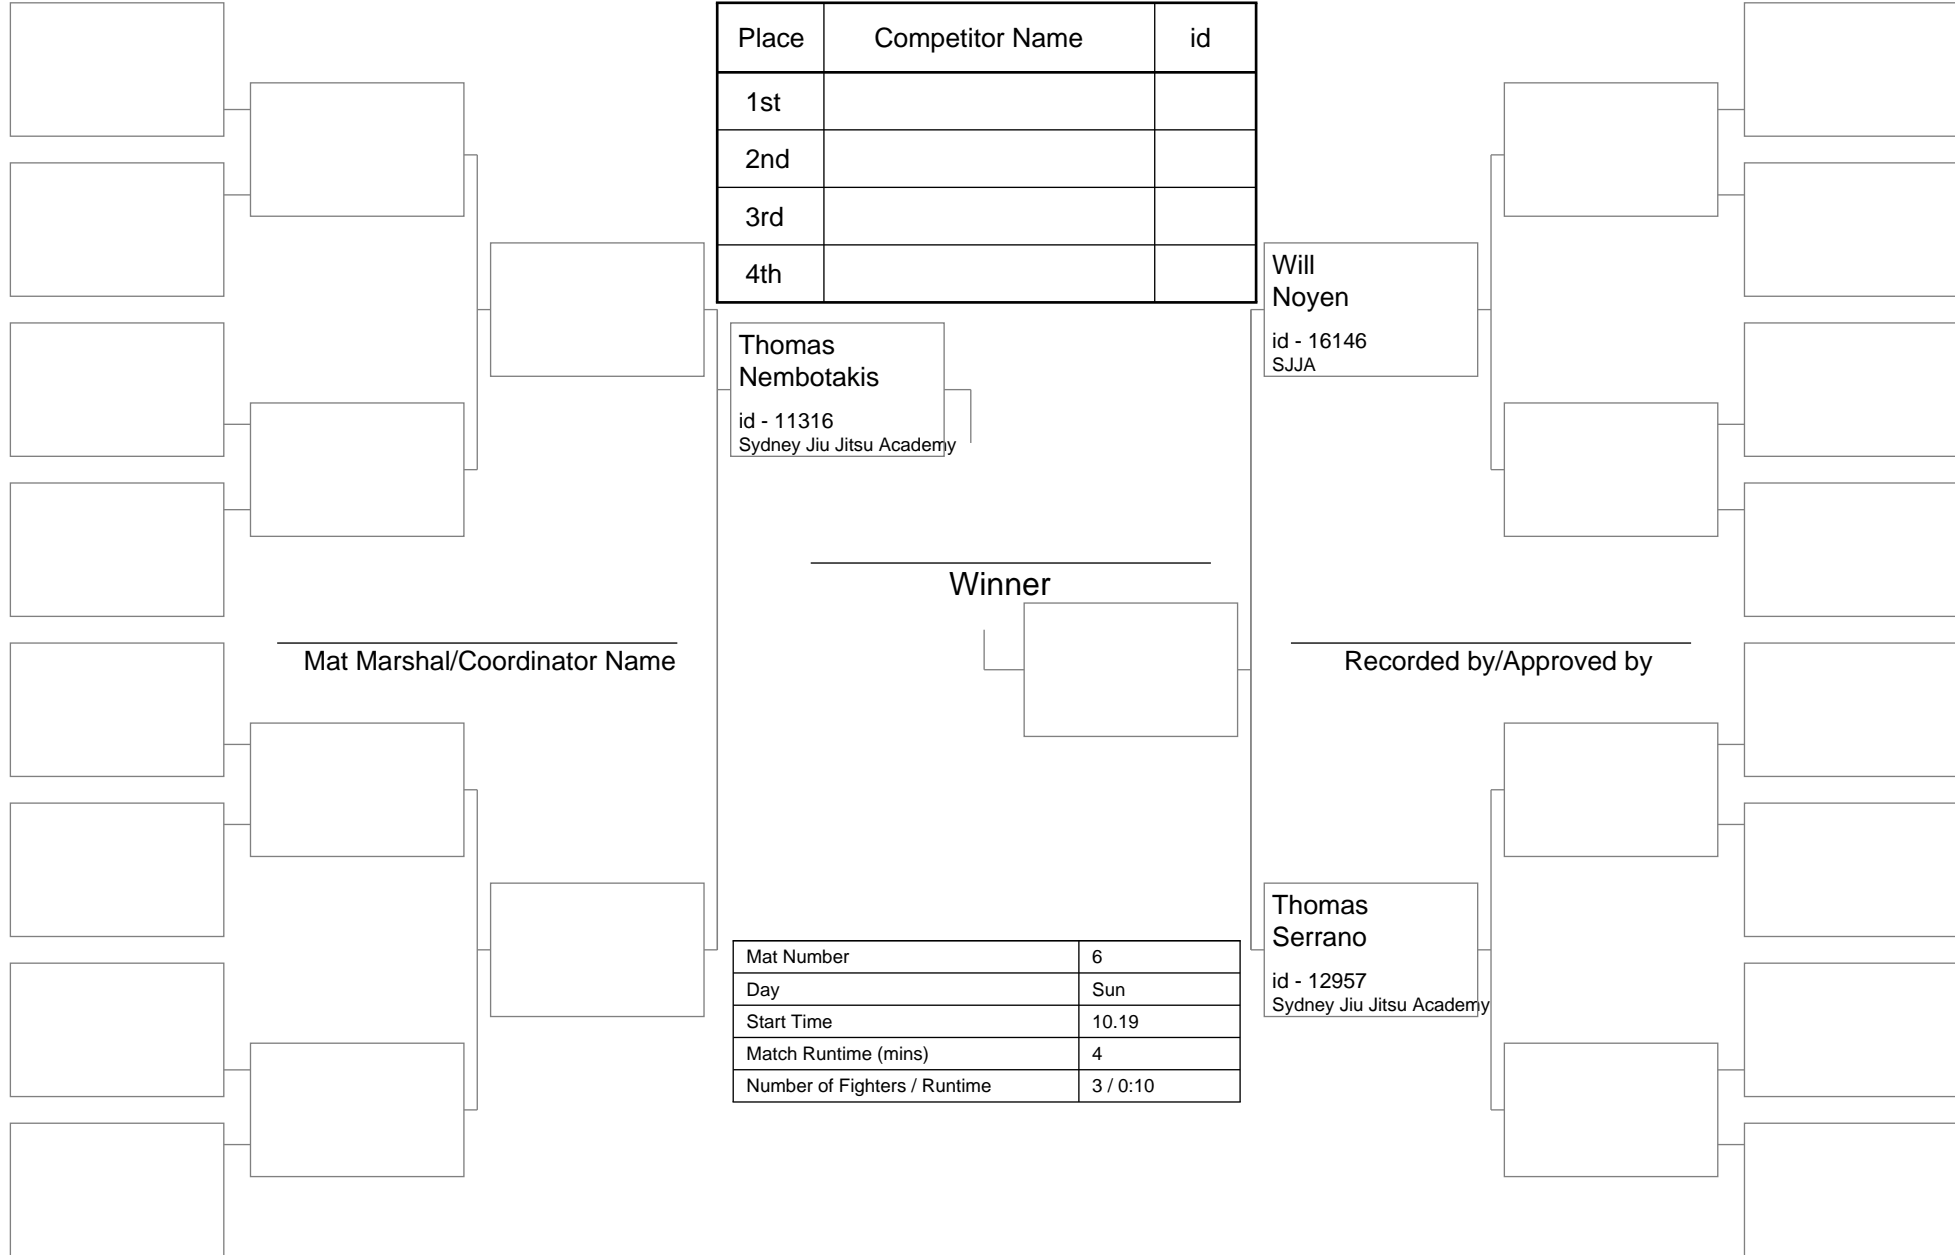 Place Competitor Name id
1st
2nd
3rd
4th
Will
Noyen
id - 16146
SJJA
Thomas
Nembotakis
id - 11316
Sydney Jiu Jitsu Academy
Winner
Mat Marshal/Coordinator Name
Recorded by/Approved by
Thomas
Serrano
id - 12957
Sydney Jiu Jitsu Academy
Mat Number 6
Day Sun
Start Time 10.19
Match Runtime (mins) 4
Number of Fighters / Runtime 3 / 0:10